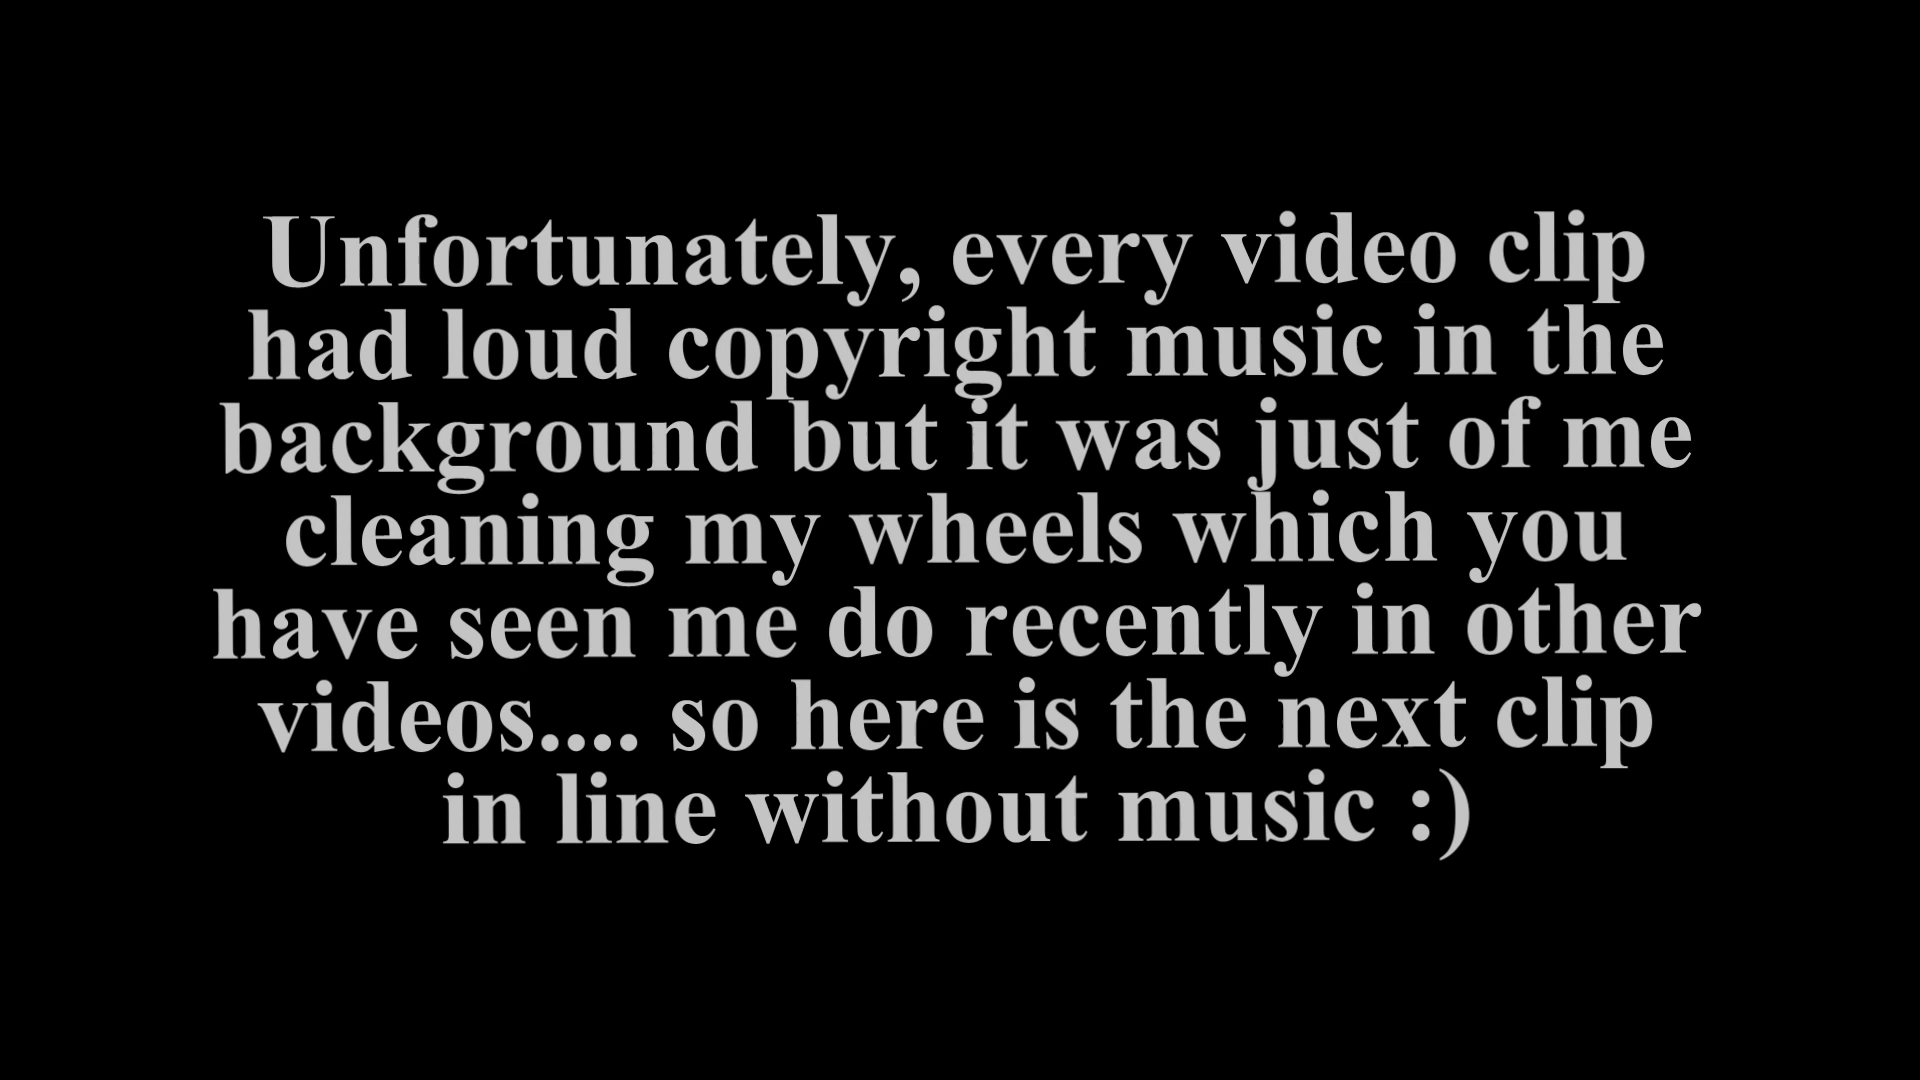 Unfortunately, every video clip
had loud copyright music in the
background but it was just of me
cleaning my wheels which you
have seen me do recently in other
videos.... so here is the next clip
in line without music :)